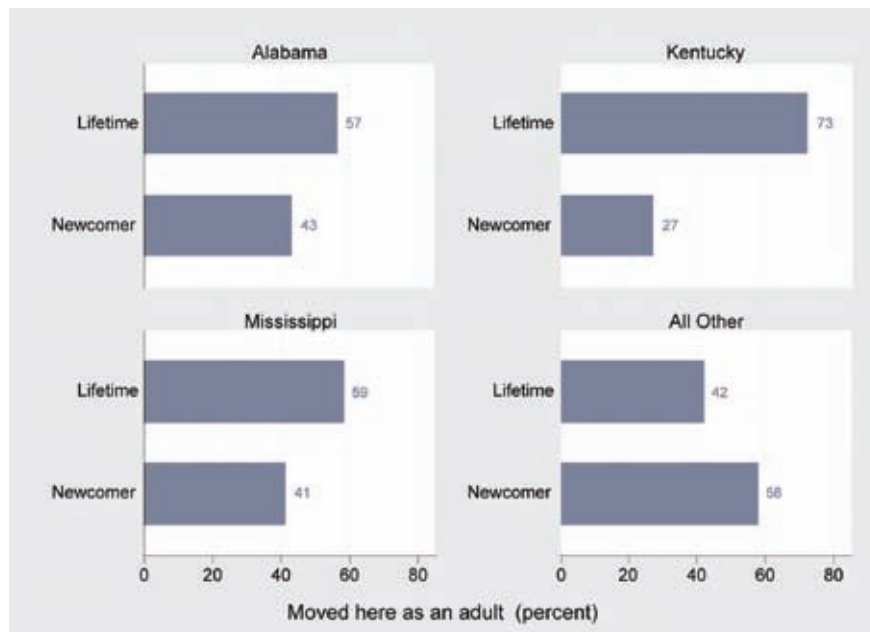 Alabama
Lifetime 57
Newcomer 43
Kentucky
Lifetime 73
Newcomer 27
Mississippi
Lifetime 59
Newcomer 41
0 20 40 60 80
All Other
Lifetime 42
Newcomer 58
0 20 40 60 80
Moved here as an adult (percent)